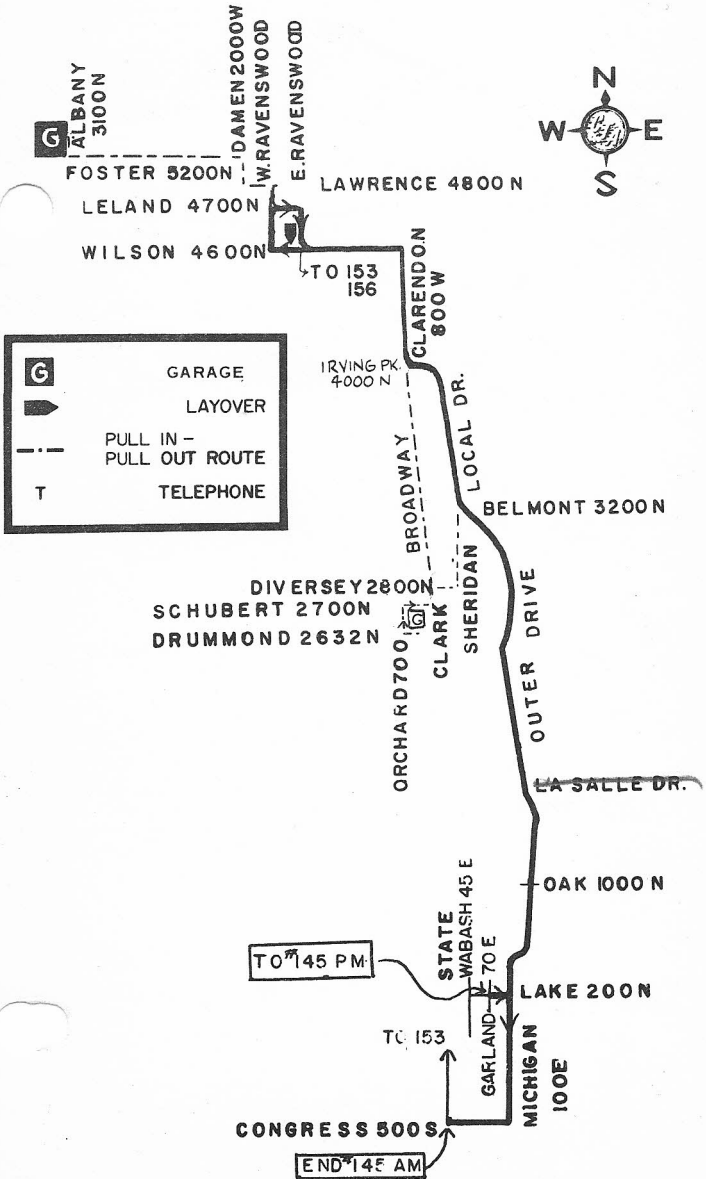 ALBANY
3100N
G
DAMEN 2000W
W.RAVENSWOOD
E.RAVENSWOOD
N
W
E
S
FOSTER 5200N
LAWRENCE 4800 N
LELAND 4700N
WILSON 4600N
TO 153
156
CLARENDON
800 W
G GARAGE
LAYOVER
PULL IN -
PULL OUT ROUTE
T TELEPHONE
IRVING PK.
4000 N
LOCAL DR.
BROADWAY
BELMONT 3200N
DIVERSEY 2800N
SCHUBERT 2700N
G
DRUMMOND 2632N
CLARK
SHERIDAN
ORCHARD 700
OUTER DRIVE
LA SALLE DR.
OAK 1000 N
STATE
WABASH 45 E
70 E
GARLAND
TO #145 PM
LAKE 200N
TO 153
MICHIGAN
100E
CONGRESS 500S
END #145 AM